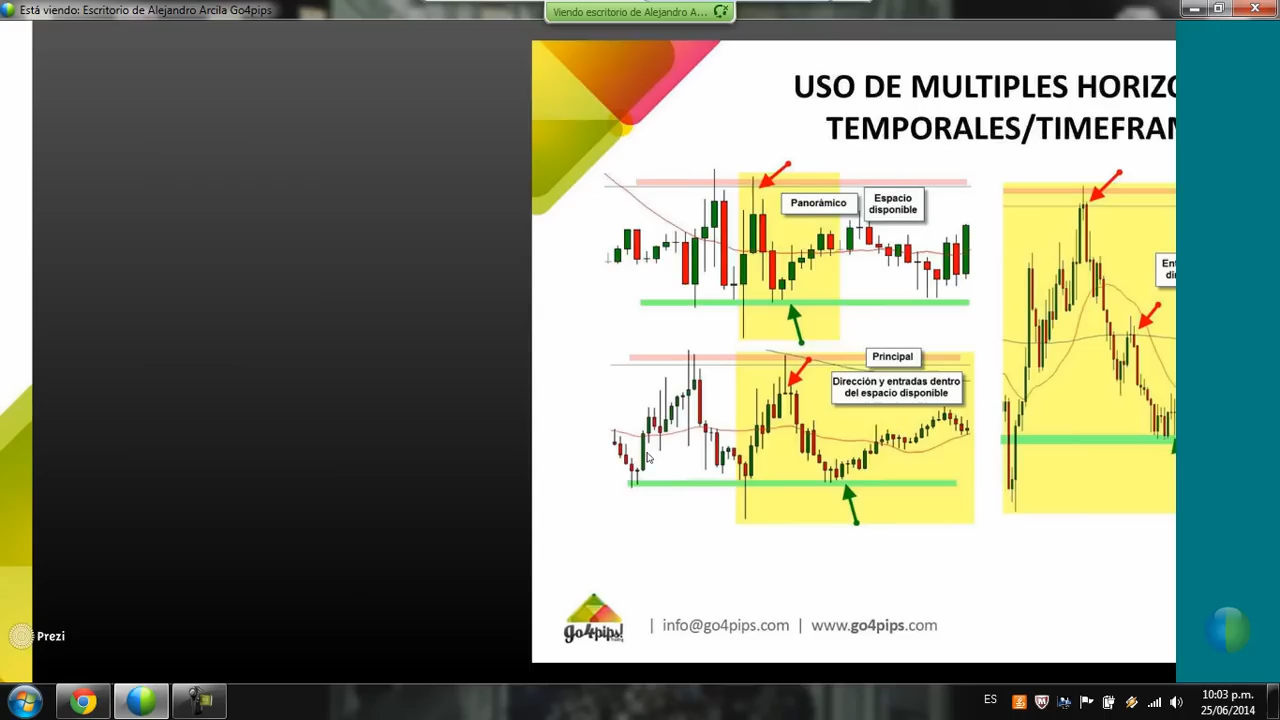 Está viendo: Escritorio de Alejandro Arcila Go4pips
Viendo escritorio de Alejandro A...
USO DE MULTIPLES HORIZO
TEMPORALES/TIMEFRAM
Panorámico
Espacio
disponible
Principal
Dirección y entradas dentro
del espacio disponible
go4pips!
| info@go4pips.com | www.go4pips.com
Prezi
ES
10:03 p.m.
25/06/2014